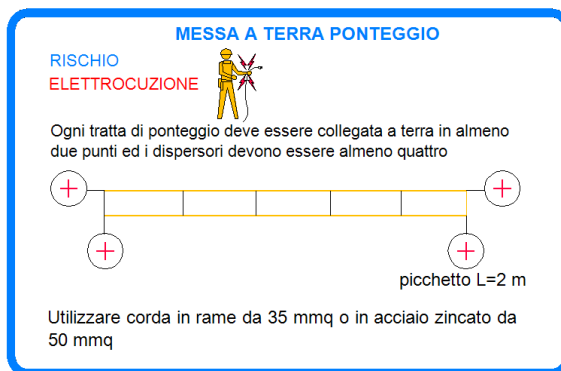 MESSA A TERRA PONTEGGIO
RISCHIO
ELETTROCUZIONE
Ogni tratta di ponteggio deve essere collegata a terra in almeno
due punti ed i dispersori devono essere almeno quattro
picchetto L=2 m
Utilizzare corda in rame da 35 mmq o in acciaio zincato da
50 mmq